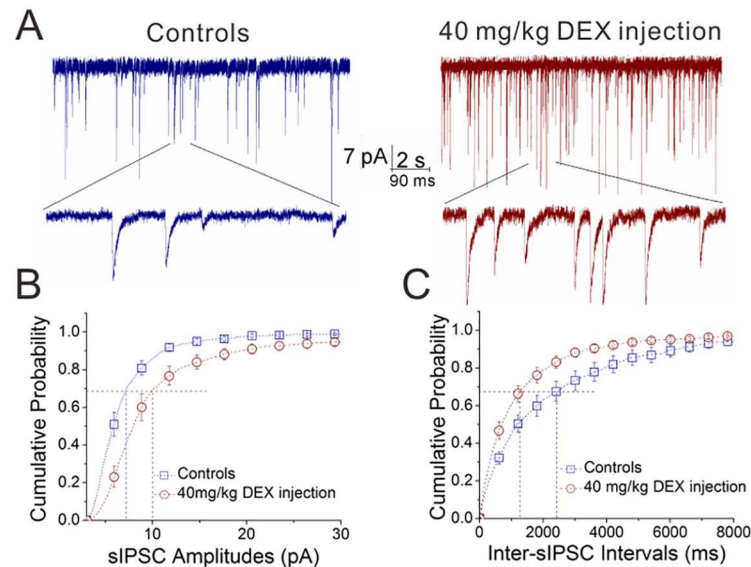 A
Controls
40 mg/kg DEX injection
7 pA
2 s
90 ms
B
Cumulative Probability
1.0
0.8
0.6
0.4
0.2
0.0
Controls
40mg/kg DEX injection
10
20
30
sIPSC Amplitudes (pA)
C
Cumulative Probability
1.0
0.8
0.6
0.4
0.2
0.0
Controls
40 mg/kg DEX injection
0
2000
4000
6000
8000
Inter-sIPSC Intervals (ms)